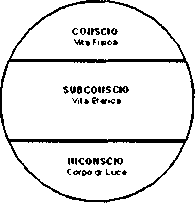 CONSCIO
Vita Fisica
SUBCONSCIO
Vita Eterica
INCONSCIO
Corpo di Luce